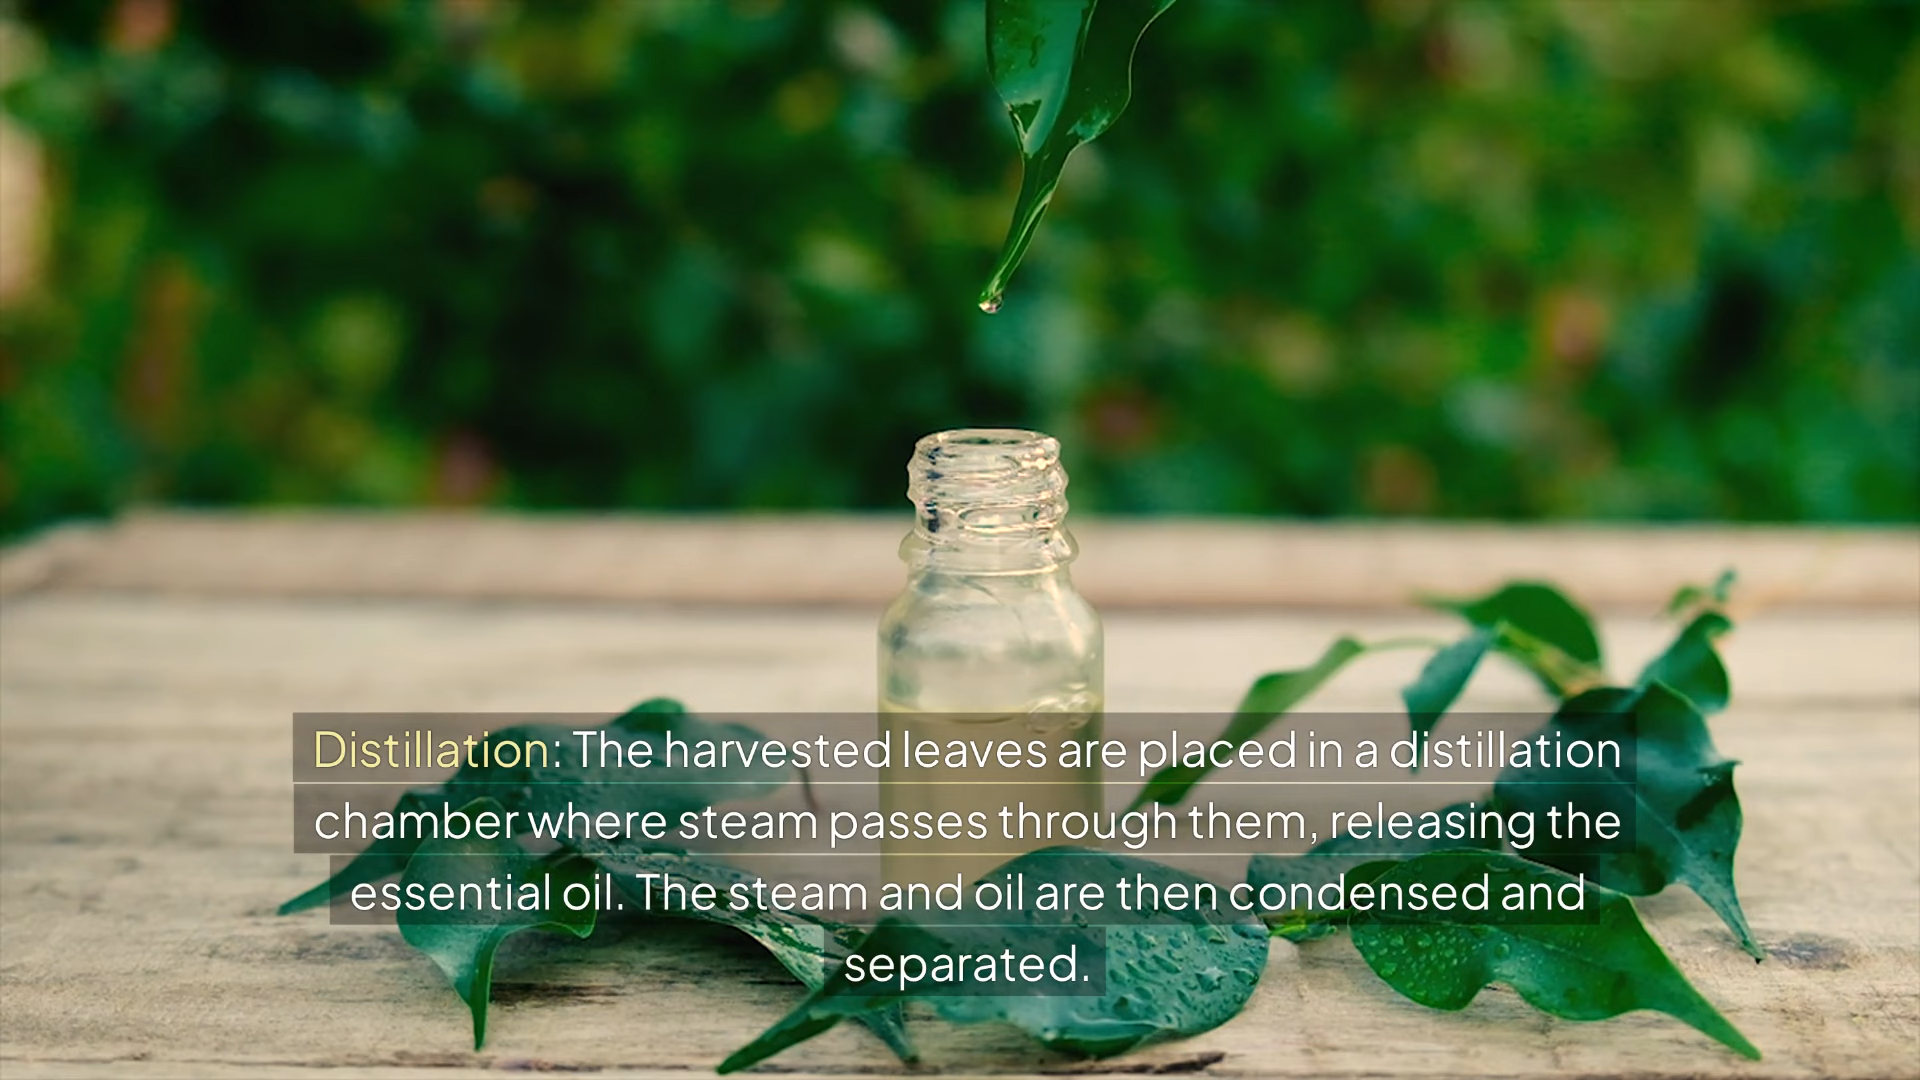 Distillation: The harvested leaves are placed in a distillation
chamber where steam passes through them, releasing the
essential oil. The steam and oil are then condensed and
separated.